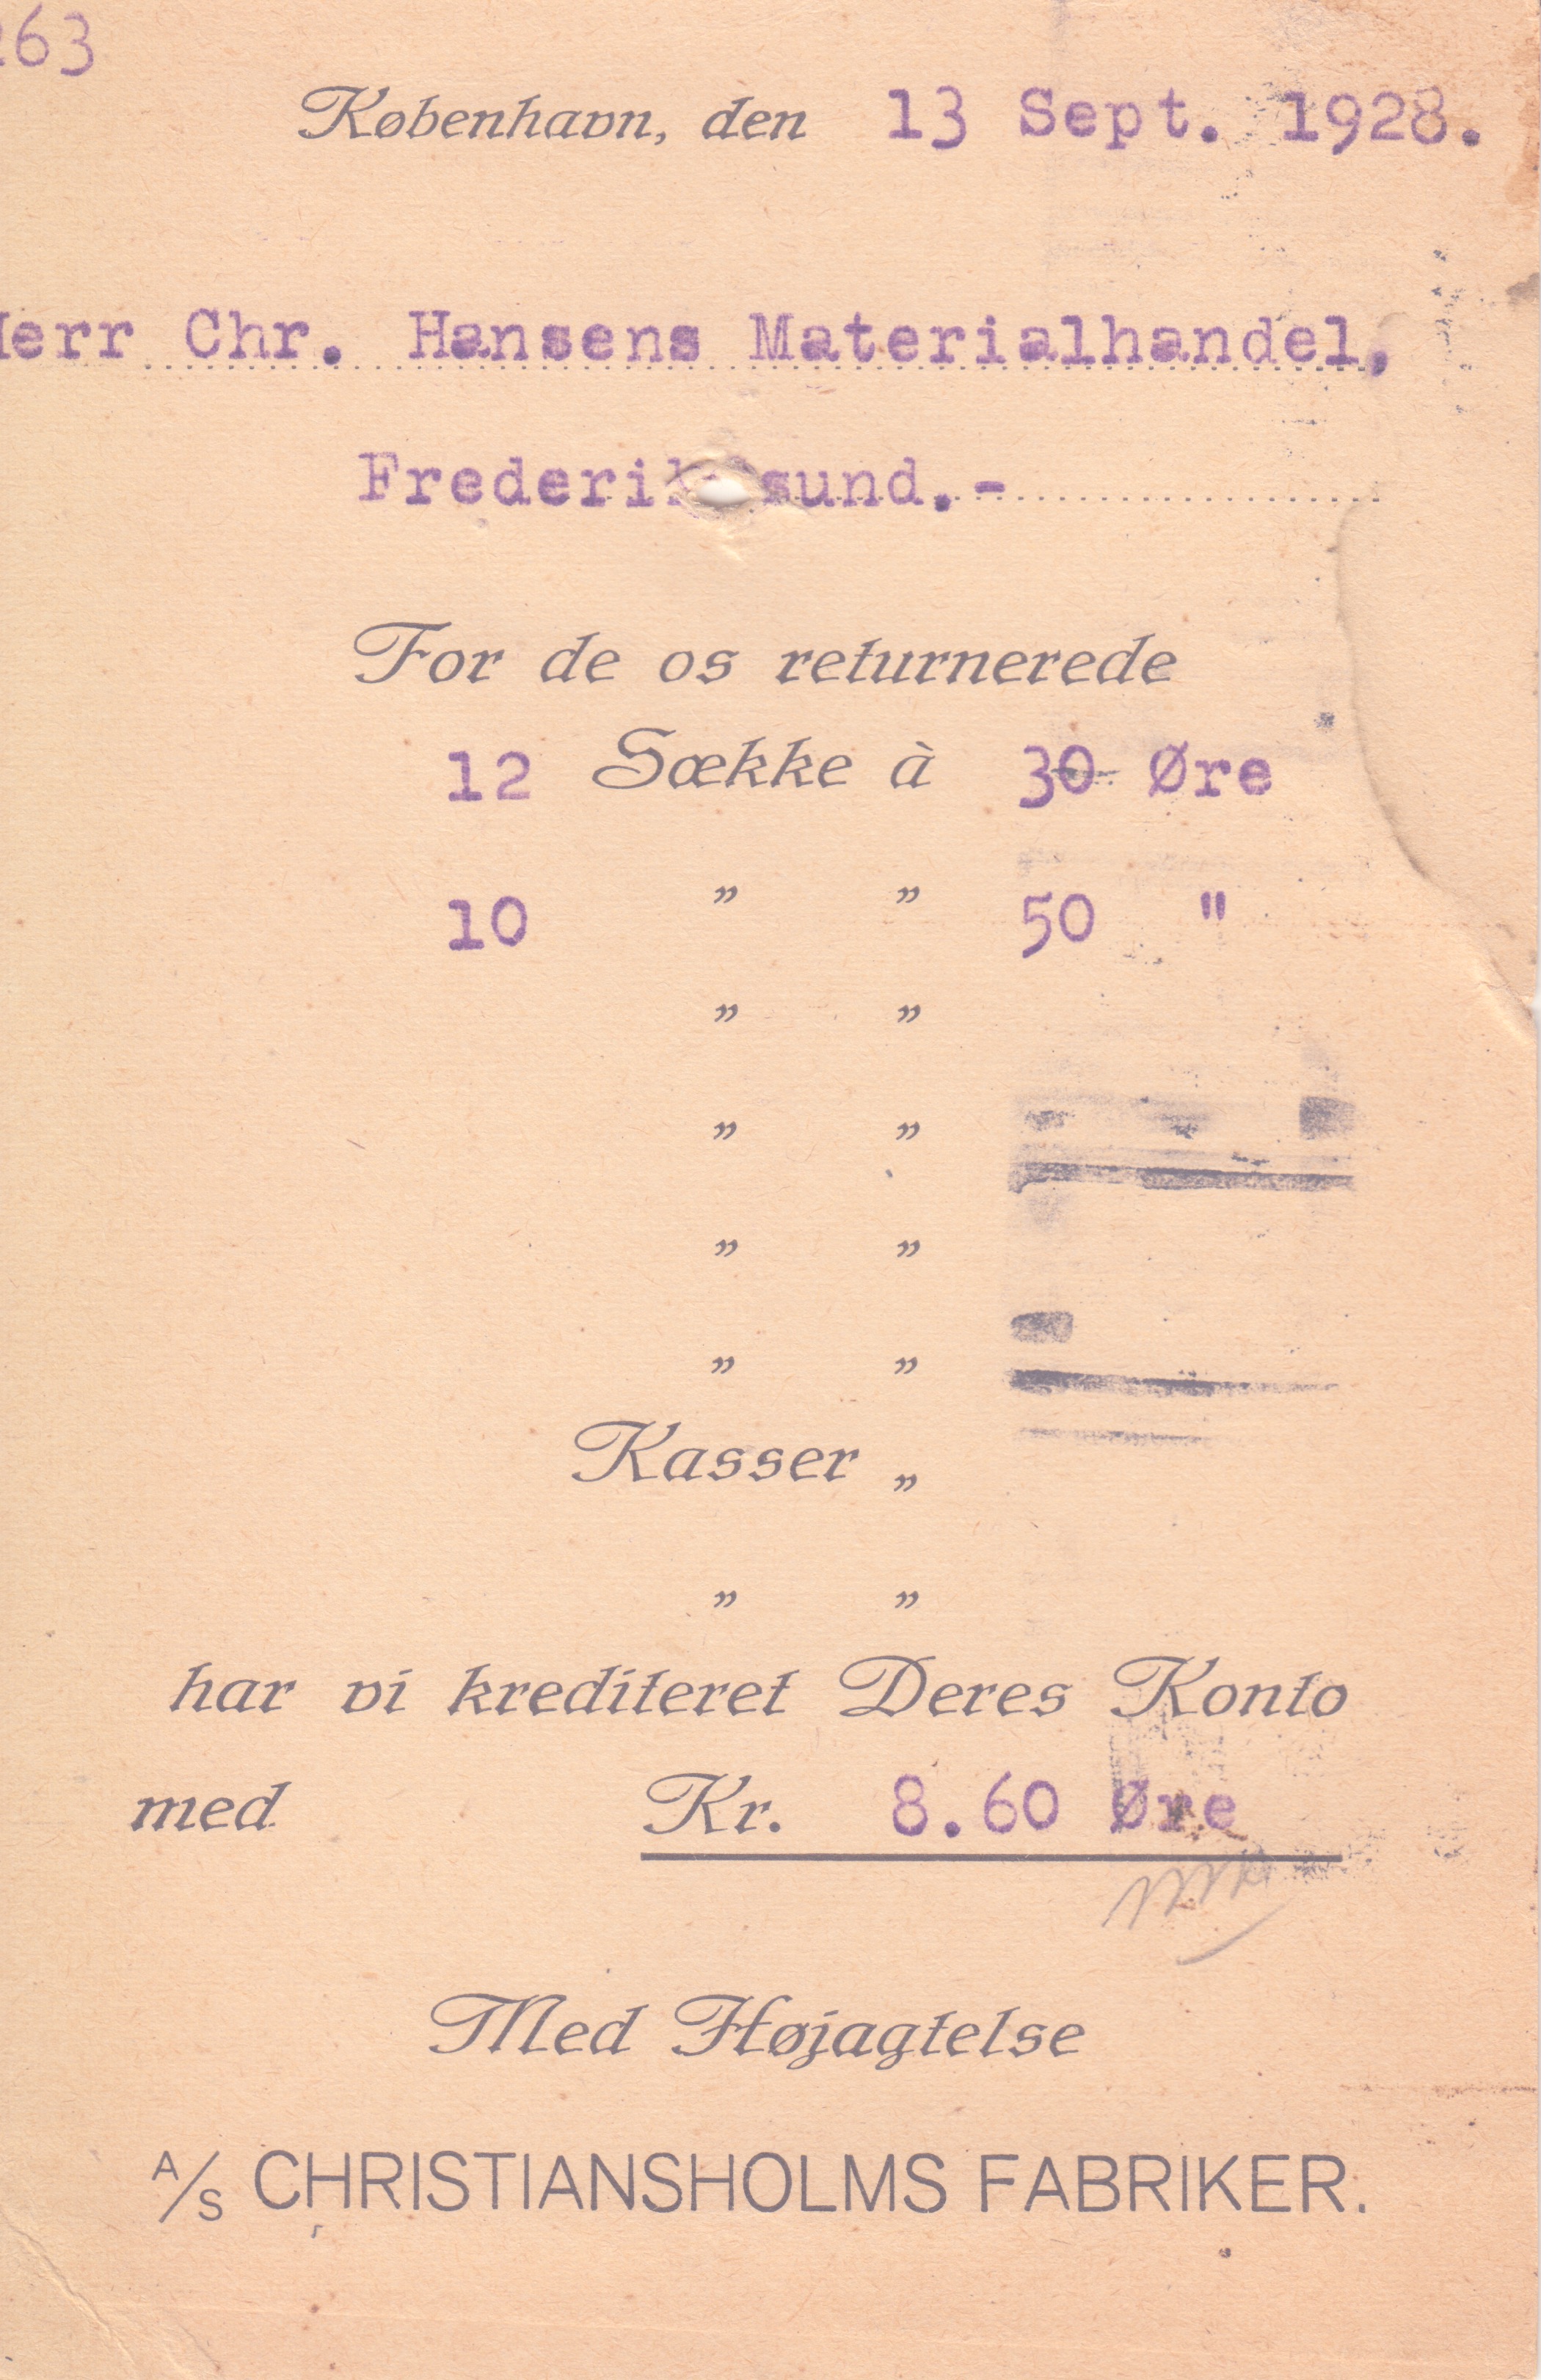 263
København, den 13 Sept. 1928.
Herr Chr. Hansens Materialhandel,
Frederikssund.-
For de os returnerede
12 Sække à 30 Øre
10 " " 50 "
" "
" "
" "
" "
Kasser "
" "
har vi krediteret Deres Konto
med Kr. 8.60 Øre
Med Højagtelse
A/S CHRISTIANSHOLMS FABRIKER.